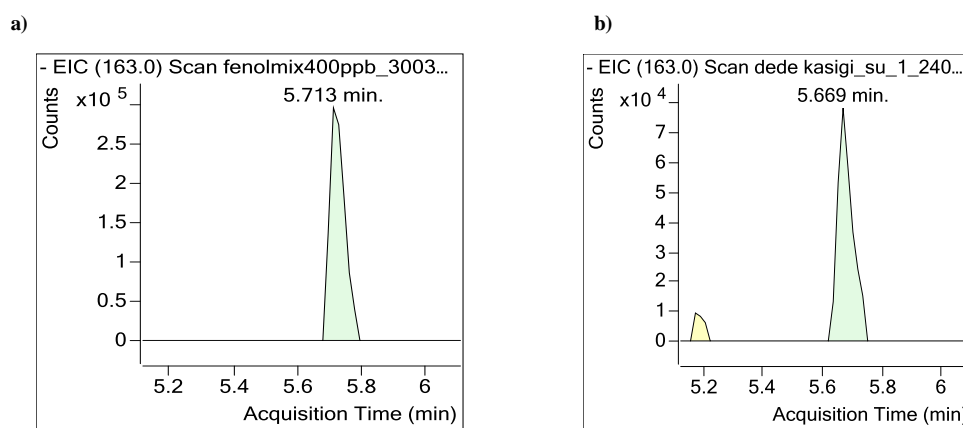 a)
- EIC (163.0) Scan fenolmix400ppb_3003...
Counts
x10 5
5.713 min.
2.5
2
1.5
1
0.5
0
5.2 5.4 5.6 5.8 6
Acquisition Time (min)
b)
- EIC (163.0) Scan dede kasigi_su_1_240...
Counts
x10 4
5.669 min.
7
6
5
4
3
2
1
0
5.2 5.4 5.6 5.8 6
Acquisition Time (min)